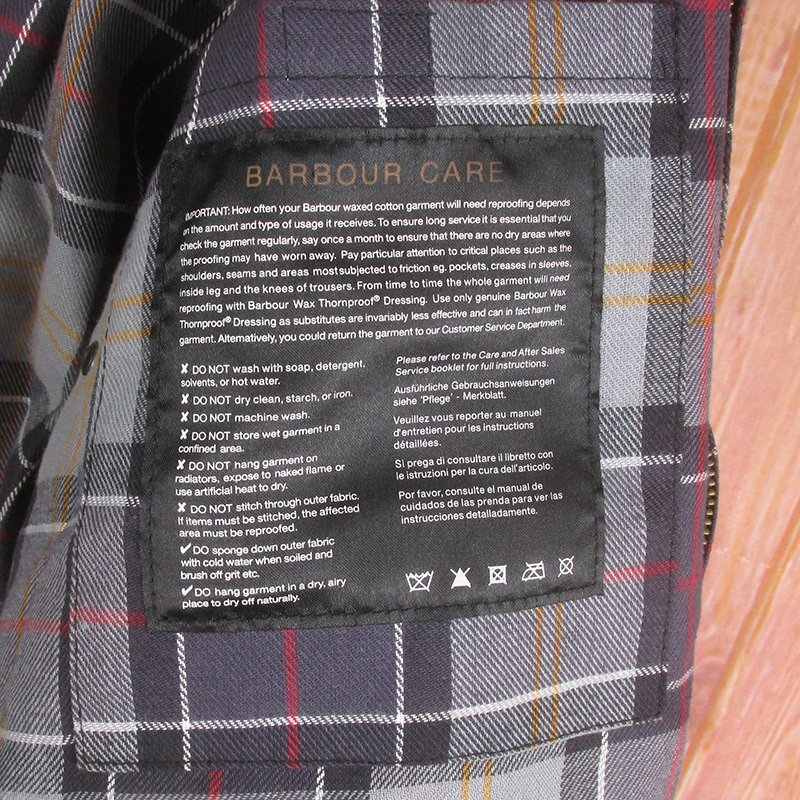 BARBOUR CARE
IMPORTANT: How often your Barbour waxed cotton garment will need reproofing depends
on the amount and type of usage it receives. To ensure long service it is essential that you
check the garment regularly, say once a month to ensure that there are no dry areas where
the proofing may have worn away. Pay particular attention to critical places such as the
shoulders, seams and areas most subjected to friction eg. pockets, creases in sleeves,
inside leg and the knees of trousers. From time to time the whole garment will need
reproofing with Barbour Wax Thornproof® Dressing. Use only genuine Barbour Wax
Thornproof® Dressing as substitutes are invariably less effective and can in fact harm the
garment. Alternatively, you could return the garment to our Customer Service Department.
✘ DO NOT wash with soap, detergent,
solvents, or hot water.
✘ DO NOT dry clean, starch, or iron.
✘ DO NOT machine wash.
✘ DO NOT store wet garment in a
confined area.
✘ DO NOT hang garment on
radiators, expose to naked flame or
use artificial heat to dry.
✘ DO NOT stitch through outer fabric.
If items must be stitched, the affected
area must be reproofed.
✔ DO sponge down outer fabric
with cold water when soiled and
brush off grit etc.
✔ DO hang garment in a dry, airy
place to dry off naturally.
Please refer to the Care and After Sales
Service booklet for full instructions.
Ausführliche Gebrauchsanweisungen
siehe 'Pflege' - Merkblatt.
Veuillez vous reporter au manuel
d'entretien pour les instructions
détaillées.
Si prega di consultare il libretto con
le istruzioni per la cura dell'articolo.
Por favor, consulte el manual de
cuidados de las prenda para ver las
instrucciones detalladamente.